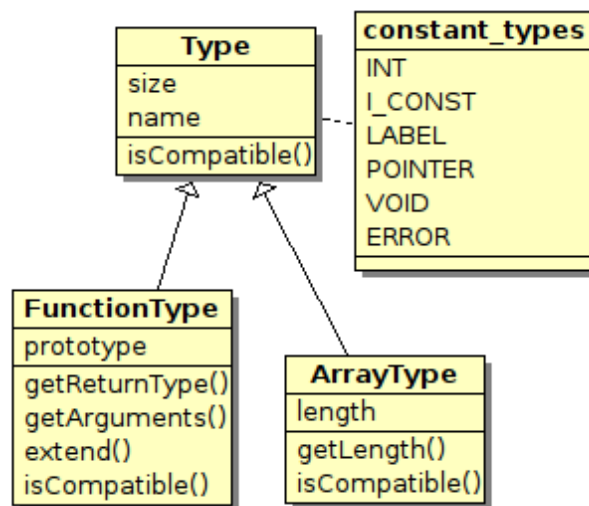 Type
size
name
isCompatible()
constant_types
INT
I_CONST
LABEL
POINTER
VOID
ERROR
FunctionType
prototype
getReturnType()
getArguments()
extend()
isCompatible()
ArrayType
length
getLength()
isCompatible()